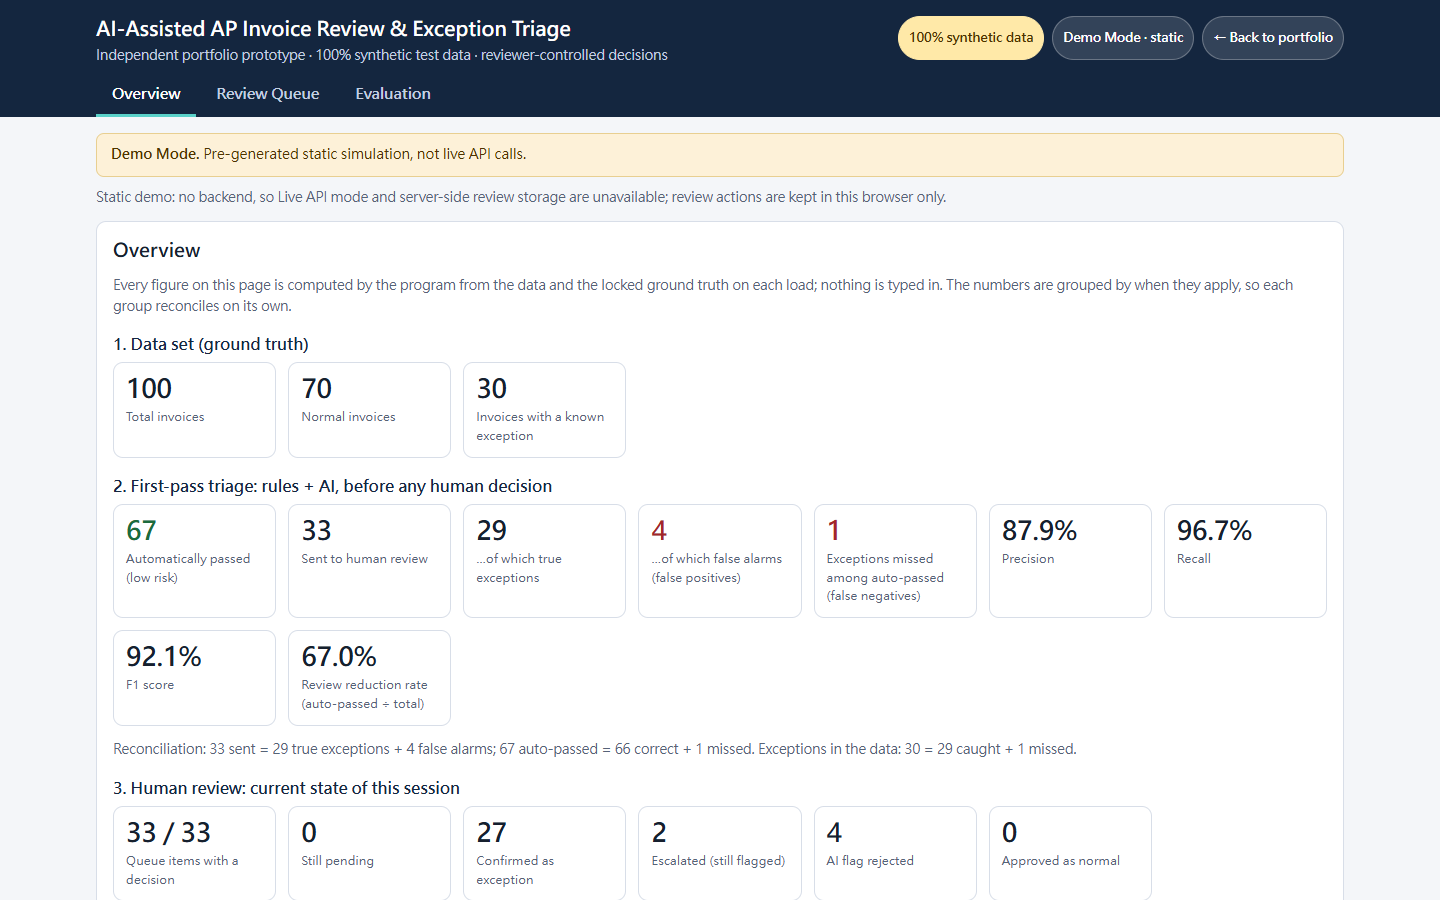 AI-Assisted AP Invoice Review & Exception Triage
Independent portfolio prototype · 100% synthetic test data · reviewer-controlled decisions
100% synthetic data
Demo Mode · static
← Back to portfolio
Overview
Review Queue
Evaluation
Demo Mode. Pre-generated static simulation, not live API calls.
Static demo: no backend, so Live API mode and server-side review storage are unavailable; review actions are kept in this browser only.
Overview
Every figure on this page is computed by the program from the data and the locked ground truth on each load; nothing is typed in. The numbers are grouped by when they apply, so each
group reconciles on its own.
1. Data set (ground truth)
100
Total invoices
70
Normal invoices
30
Invoices with a known
exception
2. First-pass triage: rules + AI, before any human decision
67
Automatically passed
(low risk)
33
Sent to human review
29
...of which true
exceptions
4
...of which false alarms
(false positives)
1
Exceptions missed
among auto-passed
(false negatives)
87.9%
Precision
96.7%
Recall
92.1%
F1 score
67.0%
Review reduction rate
(auto-passed ÷ total)
Reconciliation: 33 sent = 29 true exceptions + 4 false alarms; 67 auto-passed = 66 correct + 1 missed. Exceptions in the data: 30 = 29 caught + 1 missed.
3. Human review: current state of this session
33 / 33
Queue items with a
decision
0
Still pending
27
Confirmed as
exception
2
Escalated (still flagged)
4
AI flag rejected
0
Approved as normal